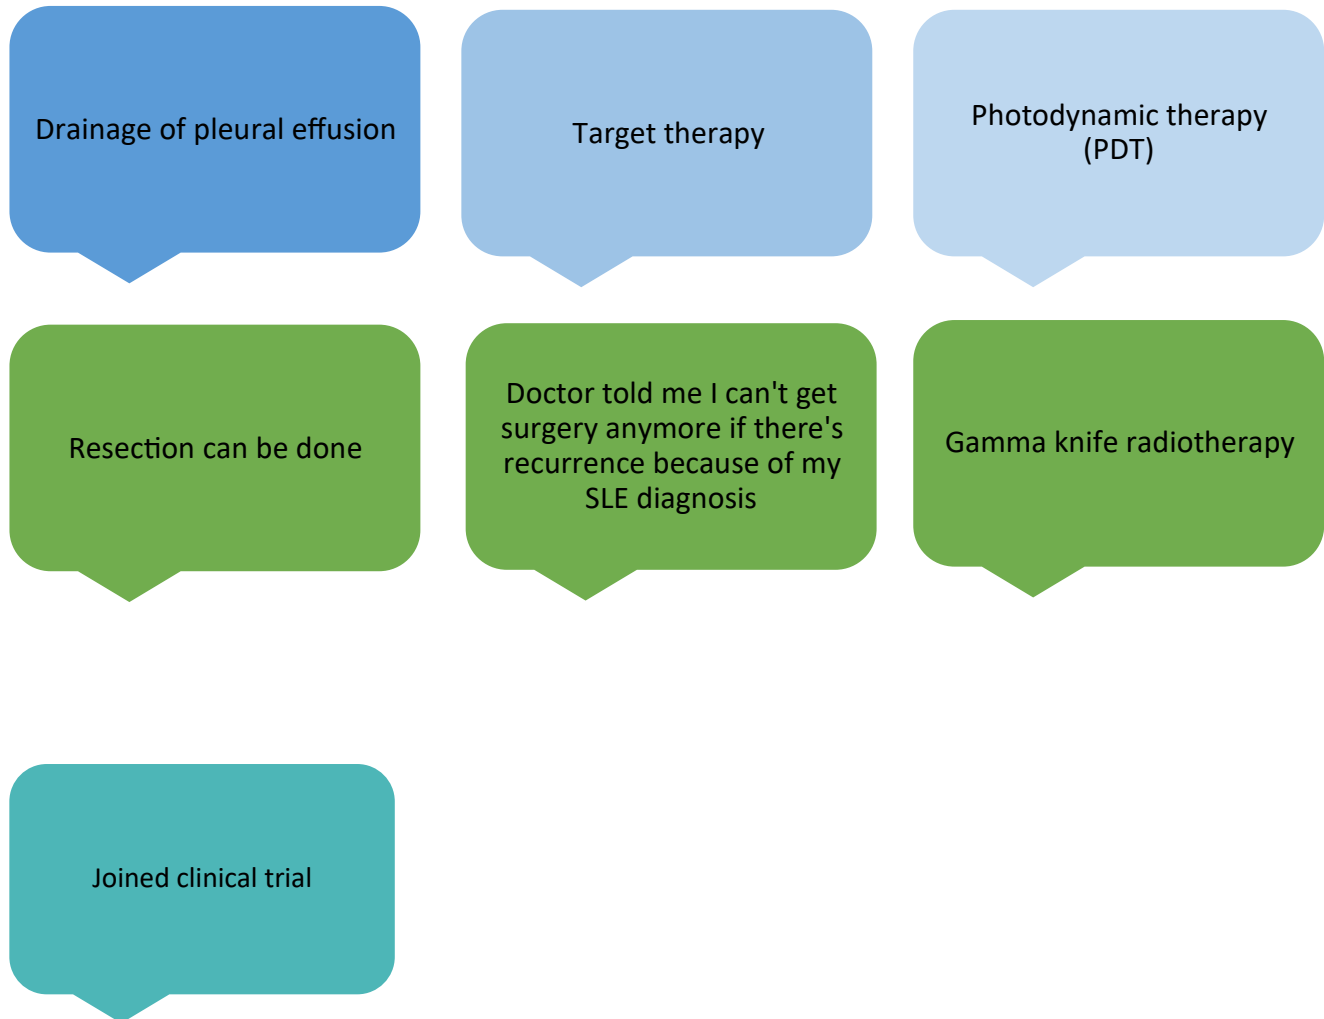 Drainage of pleural effusion
Target therapy
Photodynamic therapy
(PDT)
Resection can be done
Doctor told me I can't get
surgery anymore if there's
recurrence because of my
SLE diagnosis
Gamma knife radiotherapy
Joined clinical trial